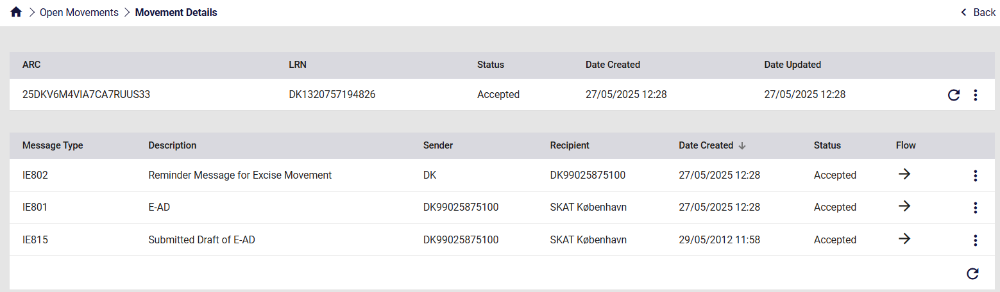 Open Movements Movement Details Back
ARC LRN Status Date Created Date Updated
25DKV6M4VIA7CA7RUUS33 DK1320757194826 Accepted 27/05/2025 12:28 27/05/2025 12:28
Message Type Description Sender Recipient Date Created Status Flow
IE802 Reminder Message for Excise Movement DK DK99025875100 27/05/2025 12:28 Accepted
IE801 E-AD DK99025875100 SKAT København 27/05/2025 12:28 Accepted
IE815 Submitted Draft of E-AD DK99025875100 SKAT København 29/05/2012 11:58 Accepted